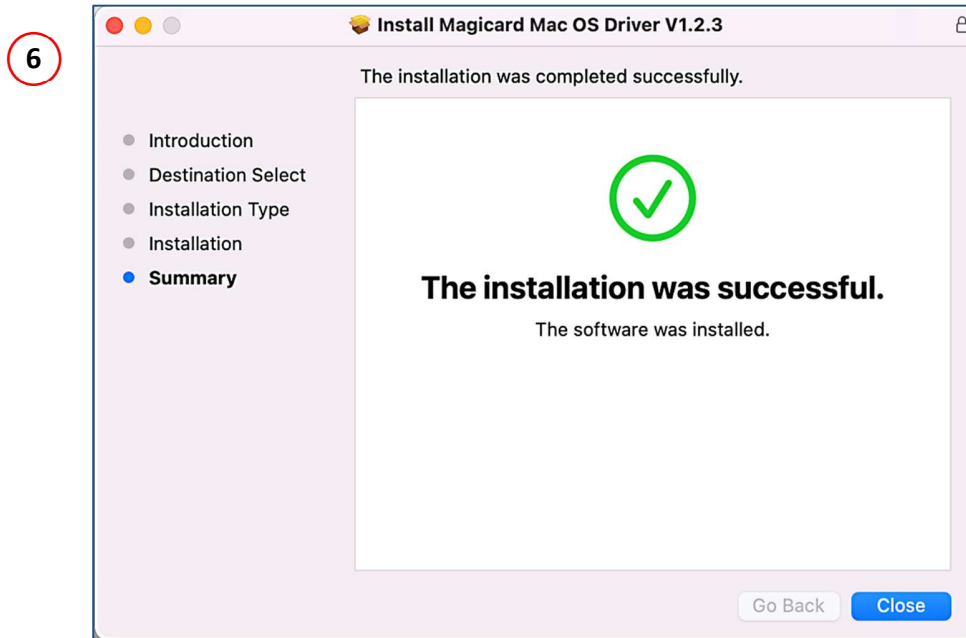 6
Install Magicard Mac OS Driver V1.2.3
The installation was completed successfully.
Introduction
Destination Select
Installation Type
Installation
Summary
The installation was successful.
The software was installed.
Go Back
Close